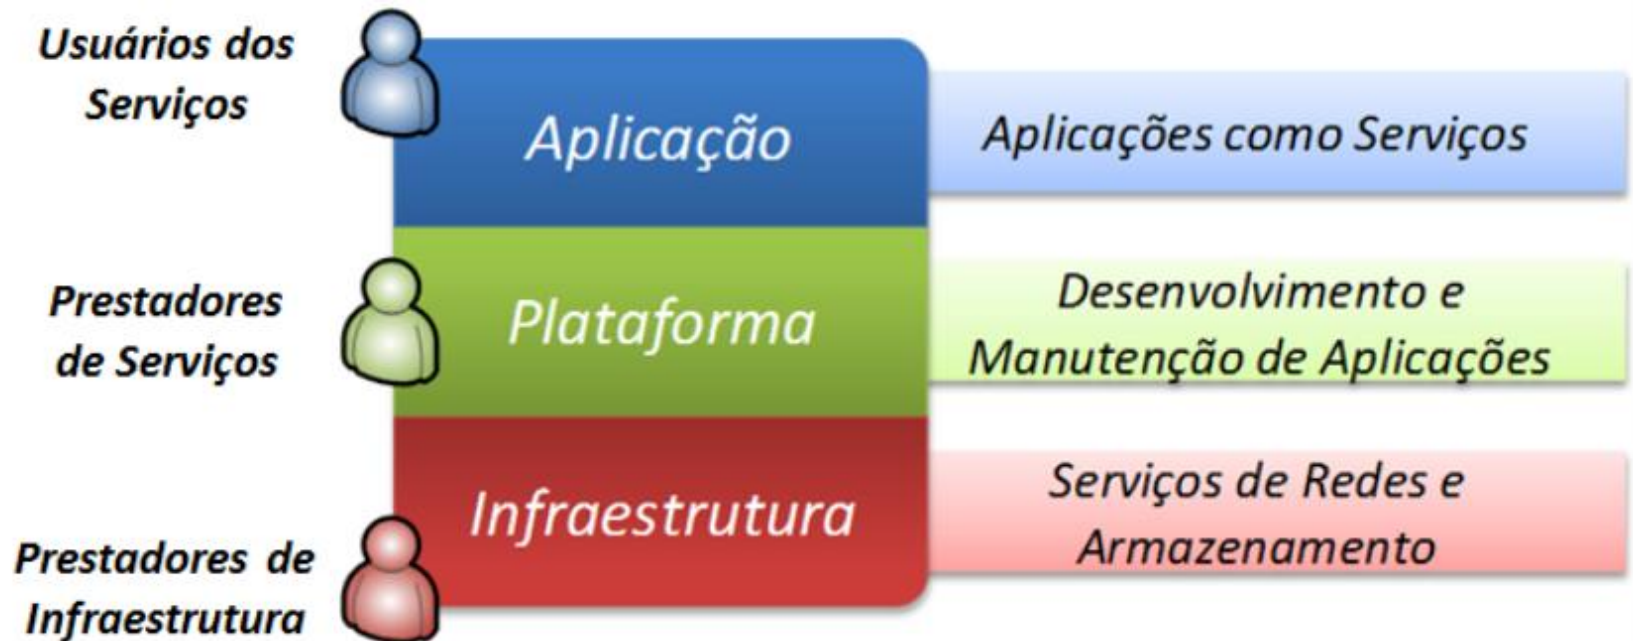 Usuários dos
Serviços
Aplicação
Aplicações como Serviços
Prestadores
de Serviços
Plataforma
Desenvolvimento e
Manutenção de Aplicações
Prestadores de
Infraestrutura
Infraestrutura
Serviços de Redes e
Armazenamento